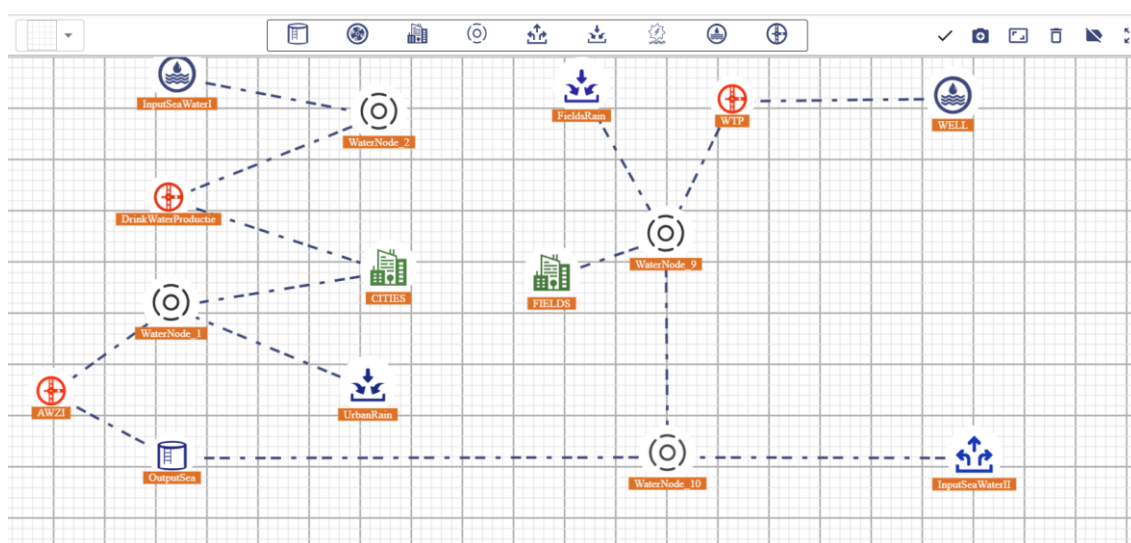 InputSeaWaterI
FieldsRain
WTP
WELL
WaterNode_2
DrinkWaterProductie
WaterNode_9
CITIES
FIELDS
WaterNode_1
AWZI
UrbanRain
OutputSea
WaterNode_10
InputSeaWaterII